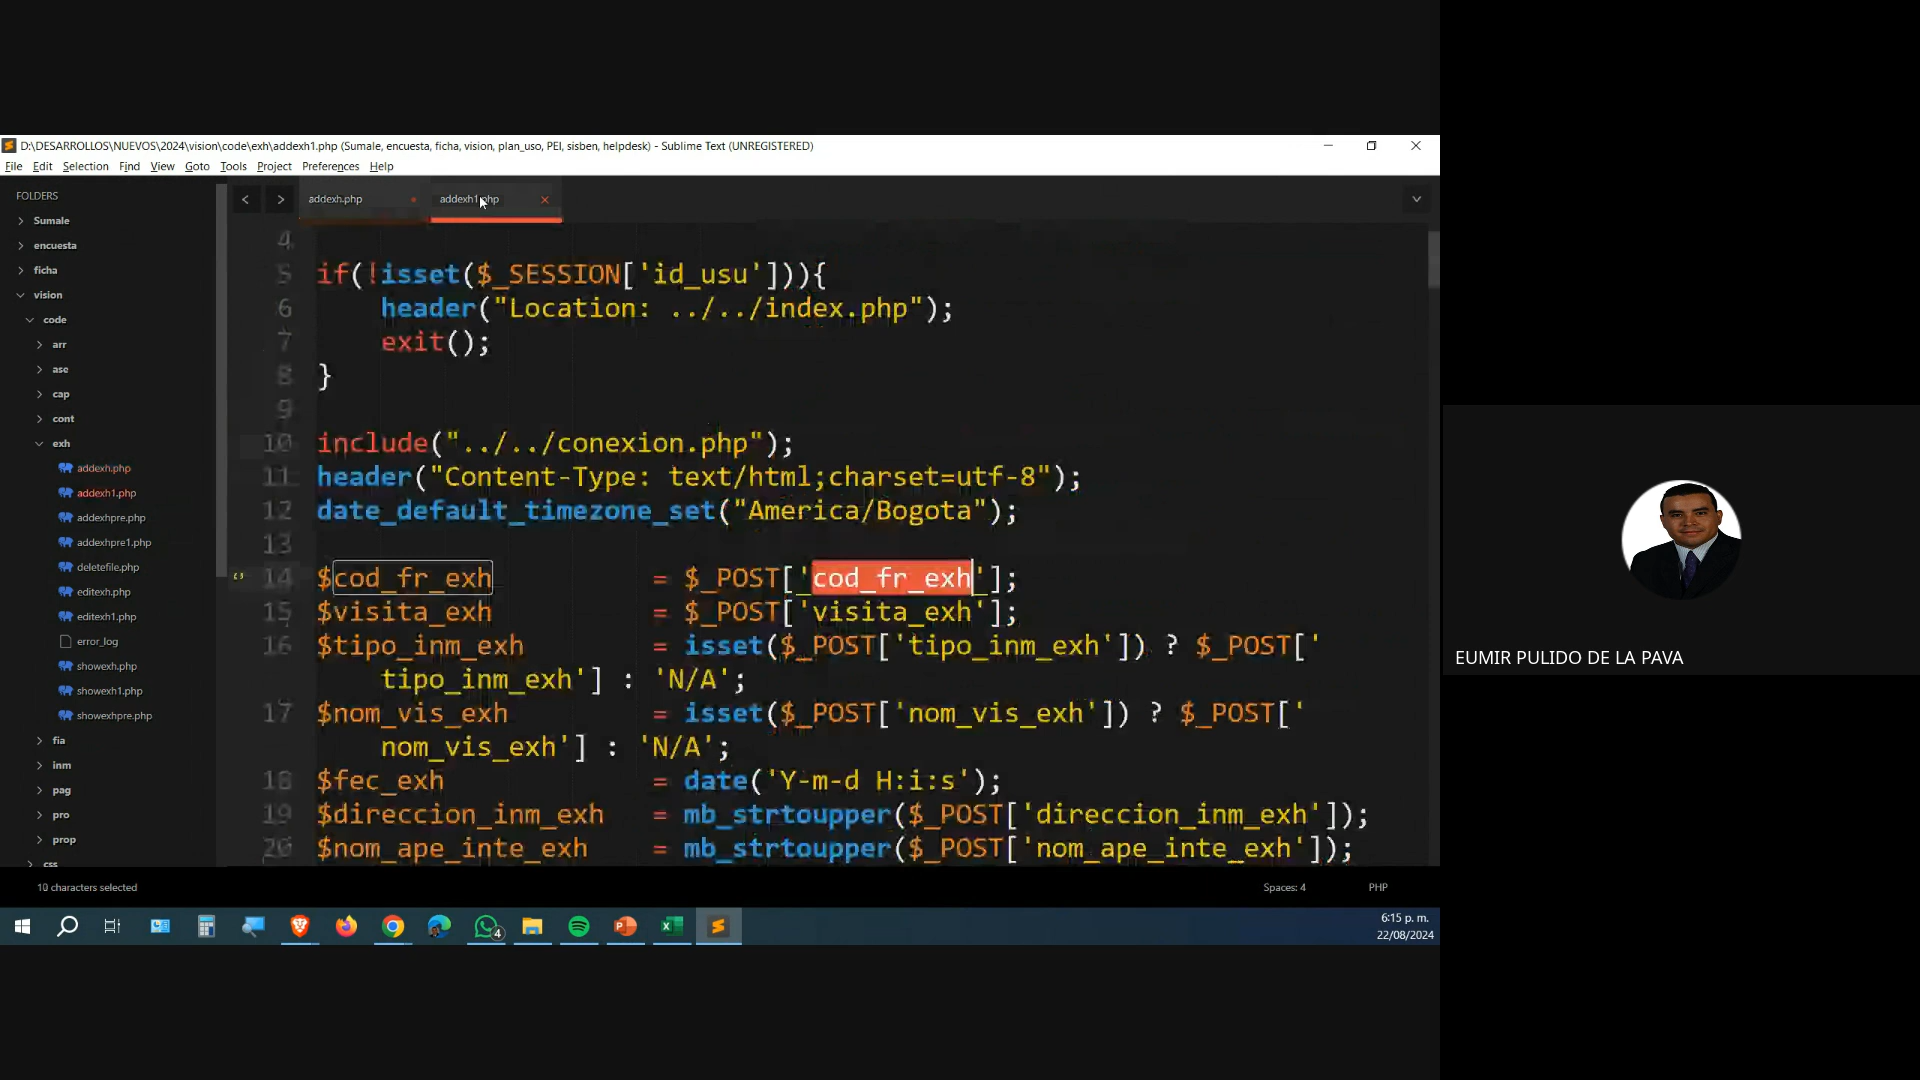 D:\DESARROLLOS\NUEVOS\2024\vision\code\exh\addexh1.php (Sumale, encuesta, ficha, vision, plan_uso, PEI, sisben, helpdesk) - Sublime Text (UNREGISTERED)
File Edit Selection Find View Goto Tools Project Preferences Help
FOLDERS
Sumale
encuesta
ficha
vision
code
arr
ase
cap
cont
exh
addexh.php
addexh1.php
addexhpre.php
addexhpre1.php
deletefile.php
editexh.php
editexh1.php
error_log
showexh.php
showexh1.php
showexhpre.php
fia
inm
pag
pro
prop
css
addexh.php
addexh1.php
4
5 if(!isset($_SESSION['id_usu'])){
6 header("Location: ../../index.php");
7 exit();
8 }
9
10 include("../../conexion.php");
11 header("Content-Type: text/html;charset=utf-8");
12 date_default_timezone_set("America/Bogota");
13
14 $cod_fr_exh = $_POST['cod_fr_exh'];
15 $visita_exh = $_POST['visita_exh'];
16 $tipo_inm_exh = isset($_POST['tipo_inm_exh']) ? $_POST['
tipo_inm_exh'] : 'N/A';
17 $nom_vis_exh = isset($_POST['nom_vis_exh']) ? $_POST['
nom_vis_exh'] : 'N/A';
18 $fec_exh = date('Y-m-d H:i:s');
19 $direccion_inm_exh = mb_strtoupper($_POST['direccion_inm_exh']);
20 $nom_ape_inte_exh = mb_strtoupper($_POST['nom_ape_inte_exh']);
10 characters selected
Spaces: 4
PHP
4
6:15 p. m.
22/08/2024
EUMIR PULIDO DE LA PAVA